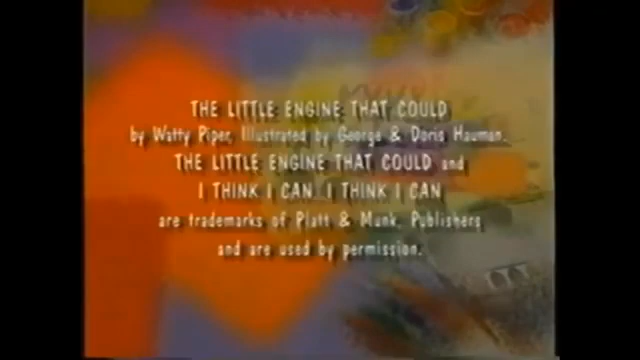 THE LITTLE ENGINE THAT COULD
by Watty Piper, Illustrated by George & Doris Hauman.
THE LITTLE ENGINE THAT COULD and
I THINK I CAN, I THINK I CAN
are trademarks of Platt & Munk, Publishers
and are used by permission.